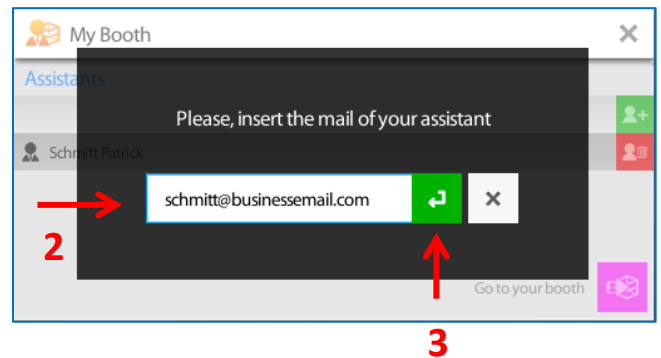 My Booth
Assistants
Please, insert the mail of your assistant
Schmitt Patrick
schmitt@businessemail.com
2
Go to your booth
3